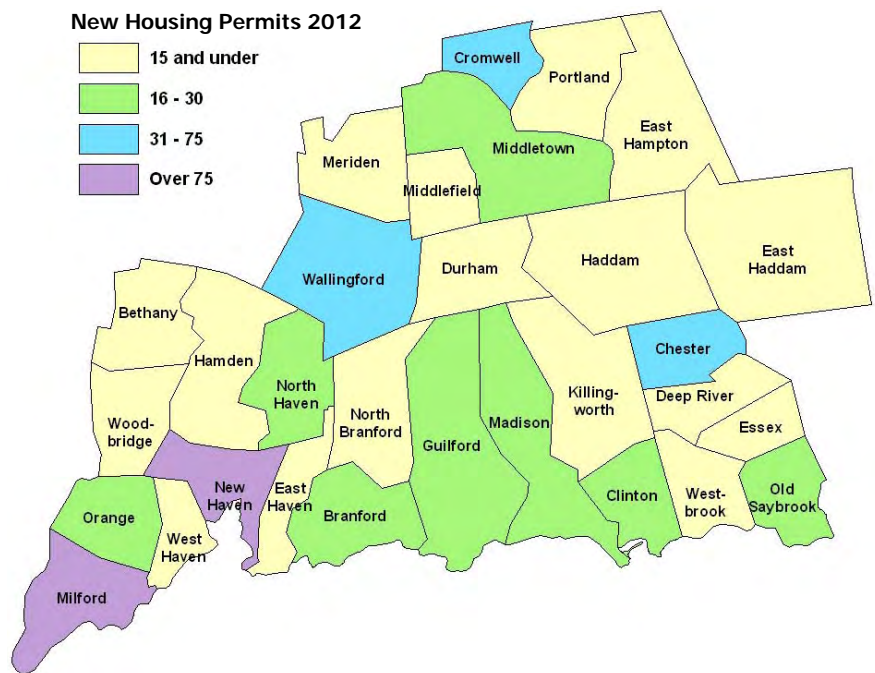 New Housing Permits 2012
15 and under
16 - 30
31 - 75
Over 75
Cromwell
Portland
East
Hampton
Middletown
Meriden
Middlefield
Wallingford
Durham
Haddam
East
Haddam
Bethany
Hamden
North
Haven
Chester
Killing-
worth
Deep River
Wood-
bridge
North
Branford
Guilford
Madison
Essex
New
Haven
East
Haven
Branford
Clinton
West-
brook
Old
Saybrook
Orange
West
Haven
Milford